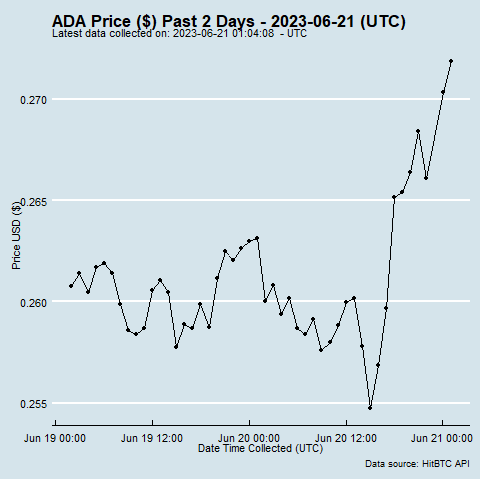 ADA Price ($) Past 2 Days - 2023-06-21 (UTC)
Latest data collected on: 2023-06-21 01:04:08  - UTC
0.270
0.265
0.260
0.255
Price USD ($)
Jun 19 00:00 Jun 19 12:00 Jun 20 00:00 Jun 20 12:00 Jun 21 00:00
Date Time Collected (UTC)
Data source: HitBTC API